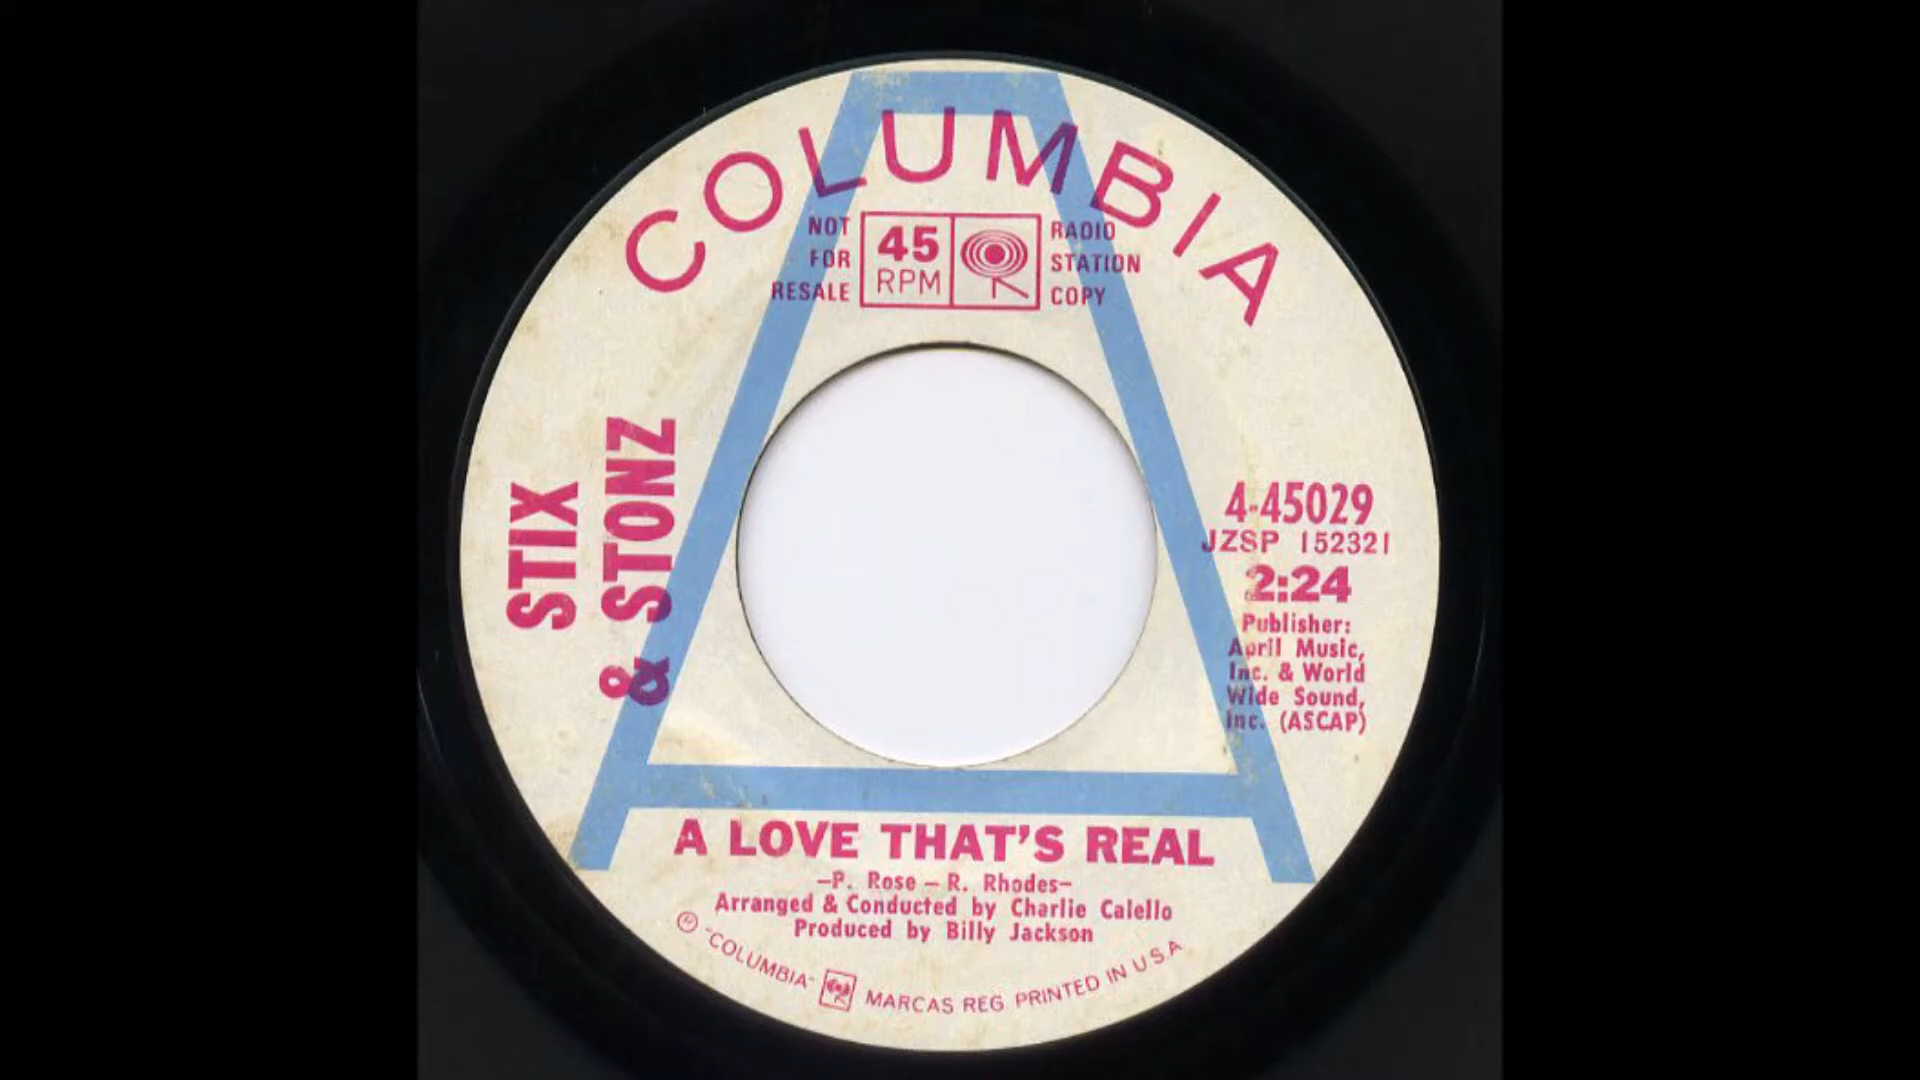 COLUMBIA
NOT
FOR
RESALE
45
RPM
RADIO
STATION
COPY
STIX
& STONZ
4-45029
JZSP 152321
2:24
Publisher:
April Music,
Inc. & World
Wide Sound,
Inc. (ASCAP)
A
A LOVE THAT'S REAL
–P. Rose – R. Rhodes–
Arranged & Conducted by Charlie Calello
Produced by Billy Jackson
"COLUMBIA" MARCAS REG. PRINTED IN U.S.A.